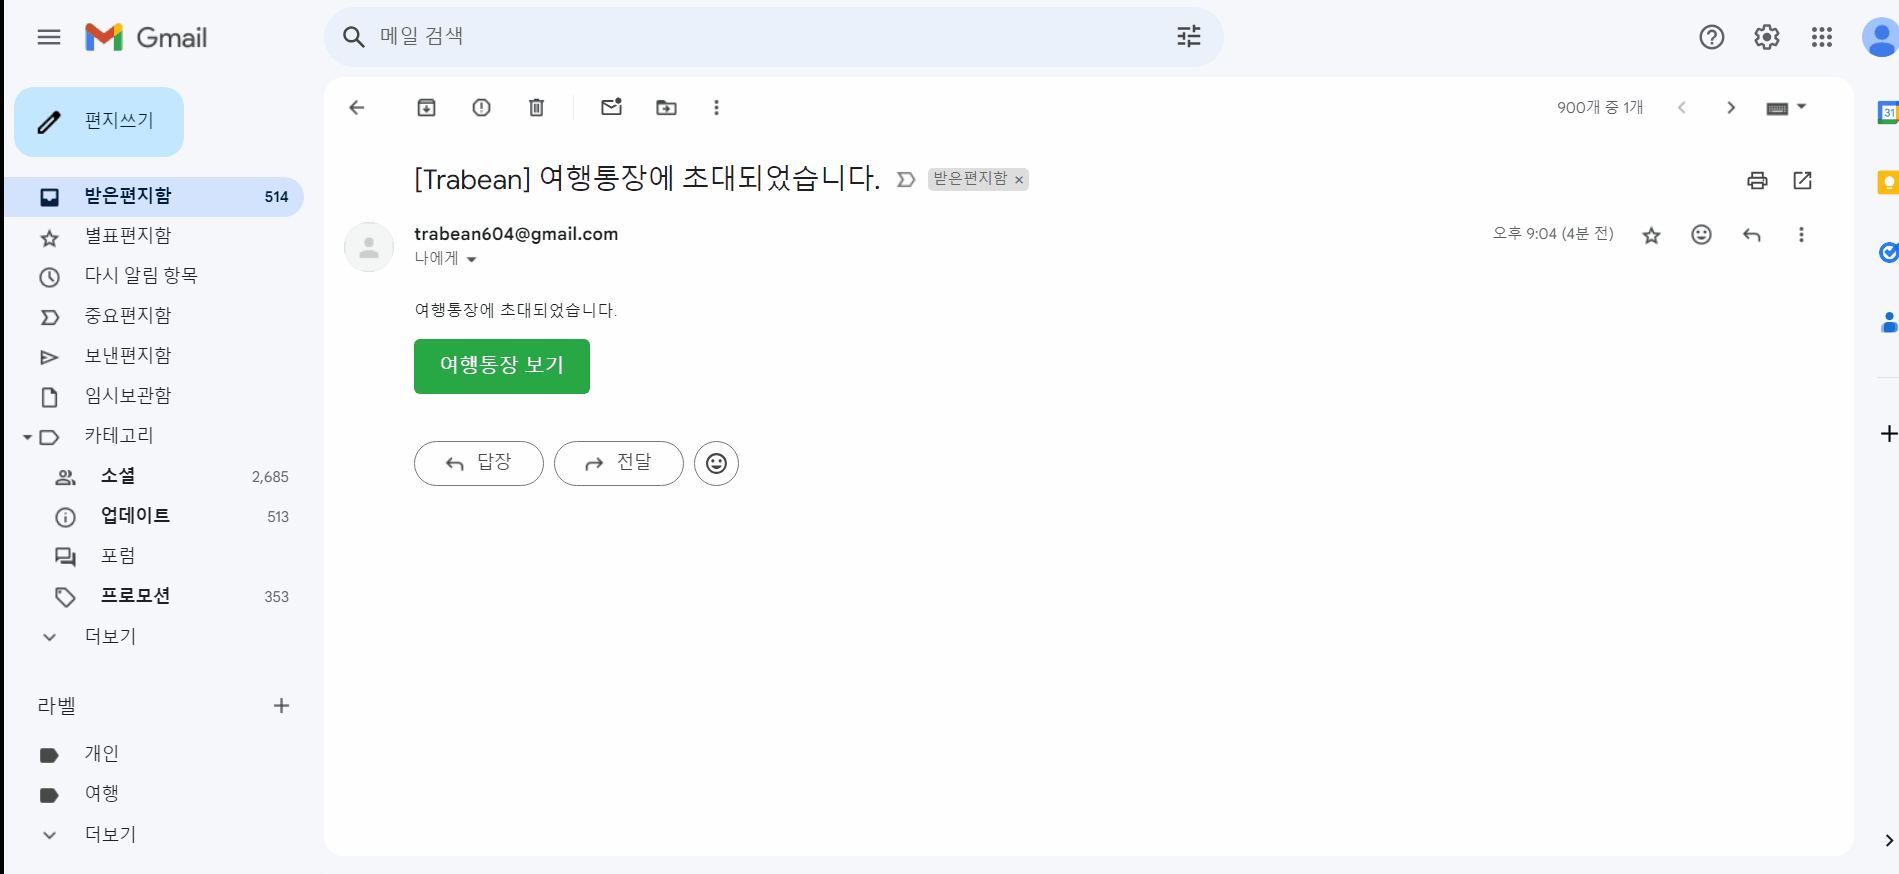 Gmail
메일 검색
편지쓰기
받은편지함 514
별표편지함
다시 알림 항목
중요편지함
보낸편지함
임시보관함
카테고리
소셜 2,685
업데이트 513
포럼
프로모션 353
더보기
라벨
개인
여행
더보기
900개 중 1개
[Trabean] 여행통장에 초대되었습니다. 받은편지함 ×
trabean604@gmail.com 오후 9:04 (4분 전)
나에게
여행통장에 초대되었습니다.
여행통장 보기
답장 전달
31